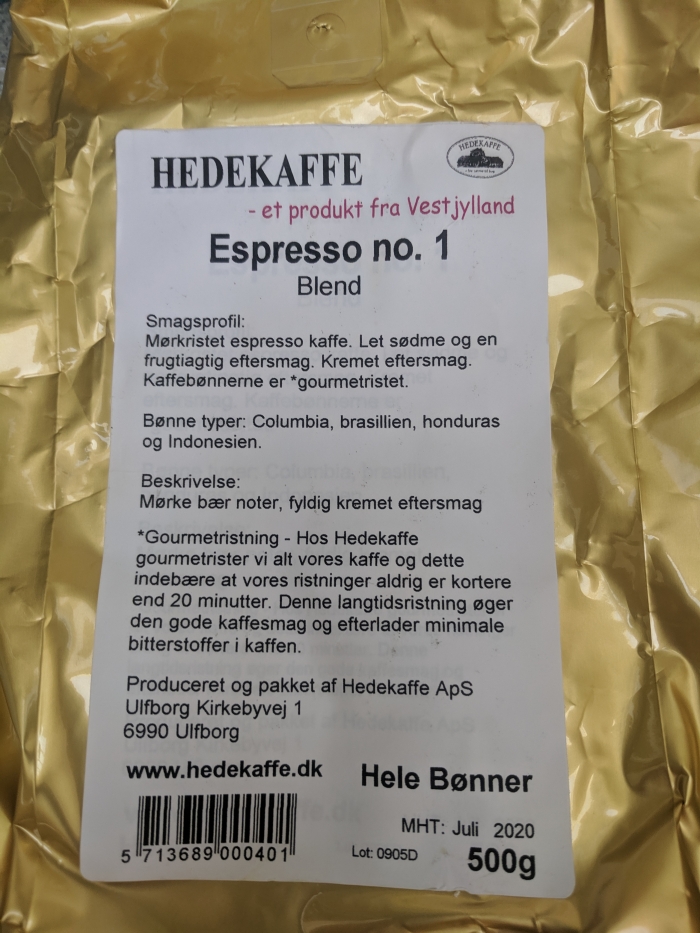 HEDEKAFFE
HEDEKAFFE
- et produkt fra Vestjylland
Espresso no. 1
Blend
Smagsprofil:
Mørkristet espresso kaffe. Let sødme og en
frugtiagtig eftersmag. Kremet eftersmag.
Kaffebønnerne er *gourmetristet.
Bønne typer: Columbia, brasillien, honduras
og Indonesien.
Beskrivelse:
Mørke bær noter, fyldig kremet eftersmag
*Gourmetristning - Hos Hedekaffe
gourmetrister vi alt vores kaffe og dette
indebære at vores ristninger aldrig er kortere
end 20 minutter. Denne langtidsristning øger
den gode kaffesmag og efterlader minimale
bitterstoffer i kaffen.
Produceret og pakket af Hedekaffe ApS
Ulfborg Kirkebyvej 1
6990 Ulfborg
www.hedekaffe.dk
Hele Bønner
MHT: Juli 2020
Lot: 0905D
500g
5 713689 000401